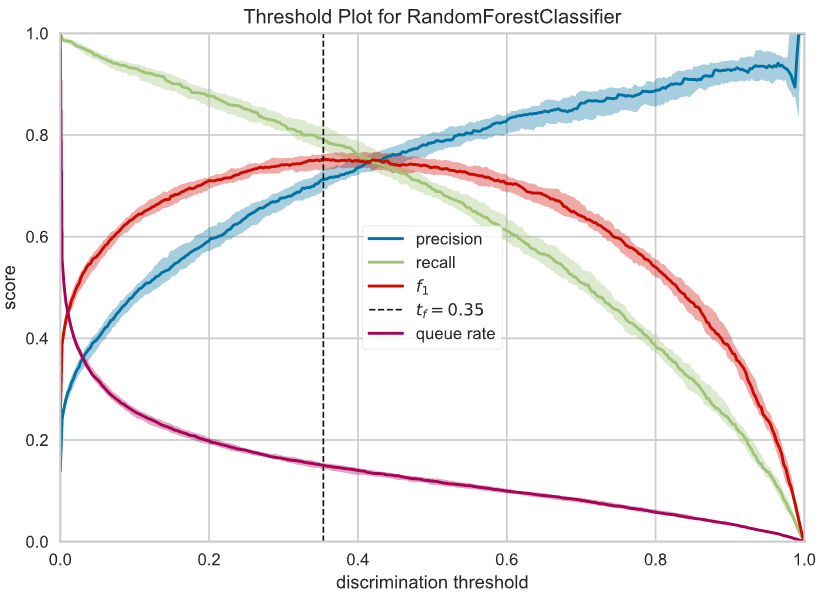 Threshold Plot for RandomForestClassifier
1.0
0.8
0.6
0.4
0.2
0.0
score
precision
recall
f1
tf = 0.35
queue rate
0.0 0.2 0.4 0.6 0.8 1.0
discrimination threshold